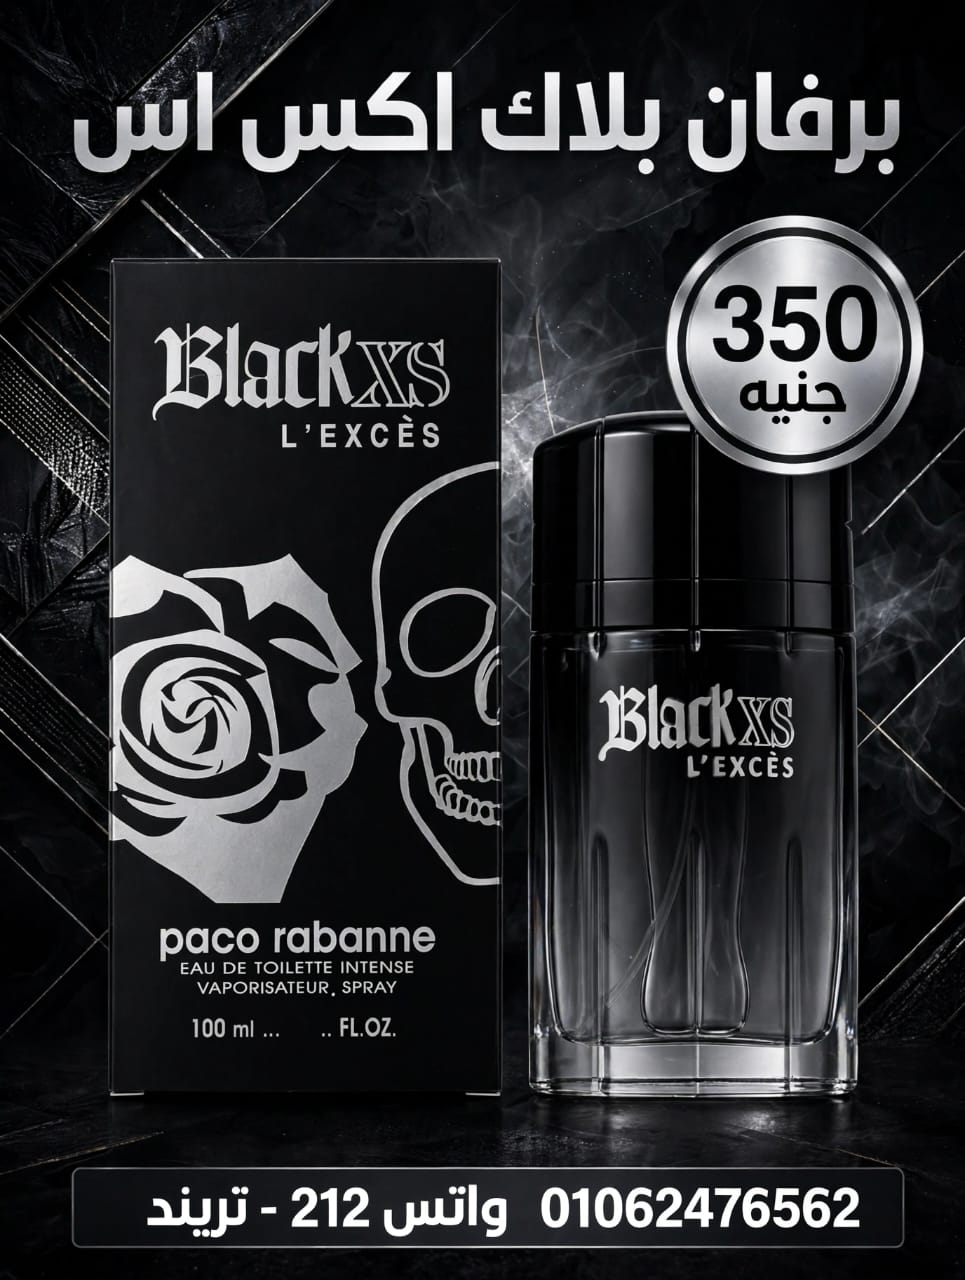 برفان بلاك اكس اس
350
جنيه
Black XS
L'EXCÈS
paco rabanne
EAU DE TOILETTE INTENSE
VAPORISATEUR, SPRAY
100 ml ... .. FL.OZ.
Black XS
L'EXCÈS
01062476562 واتس 212 - تريند